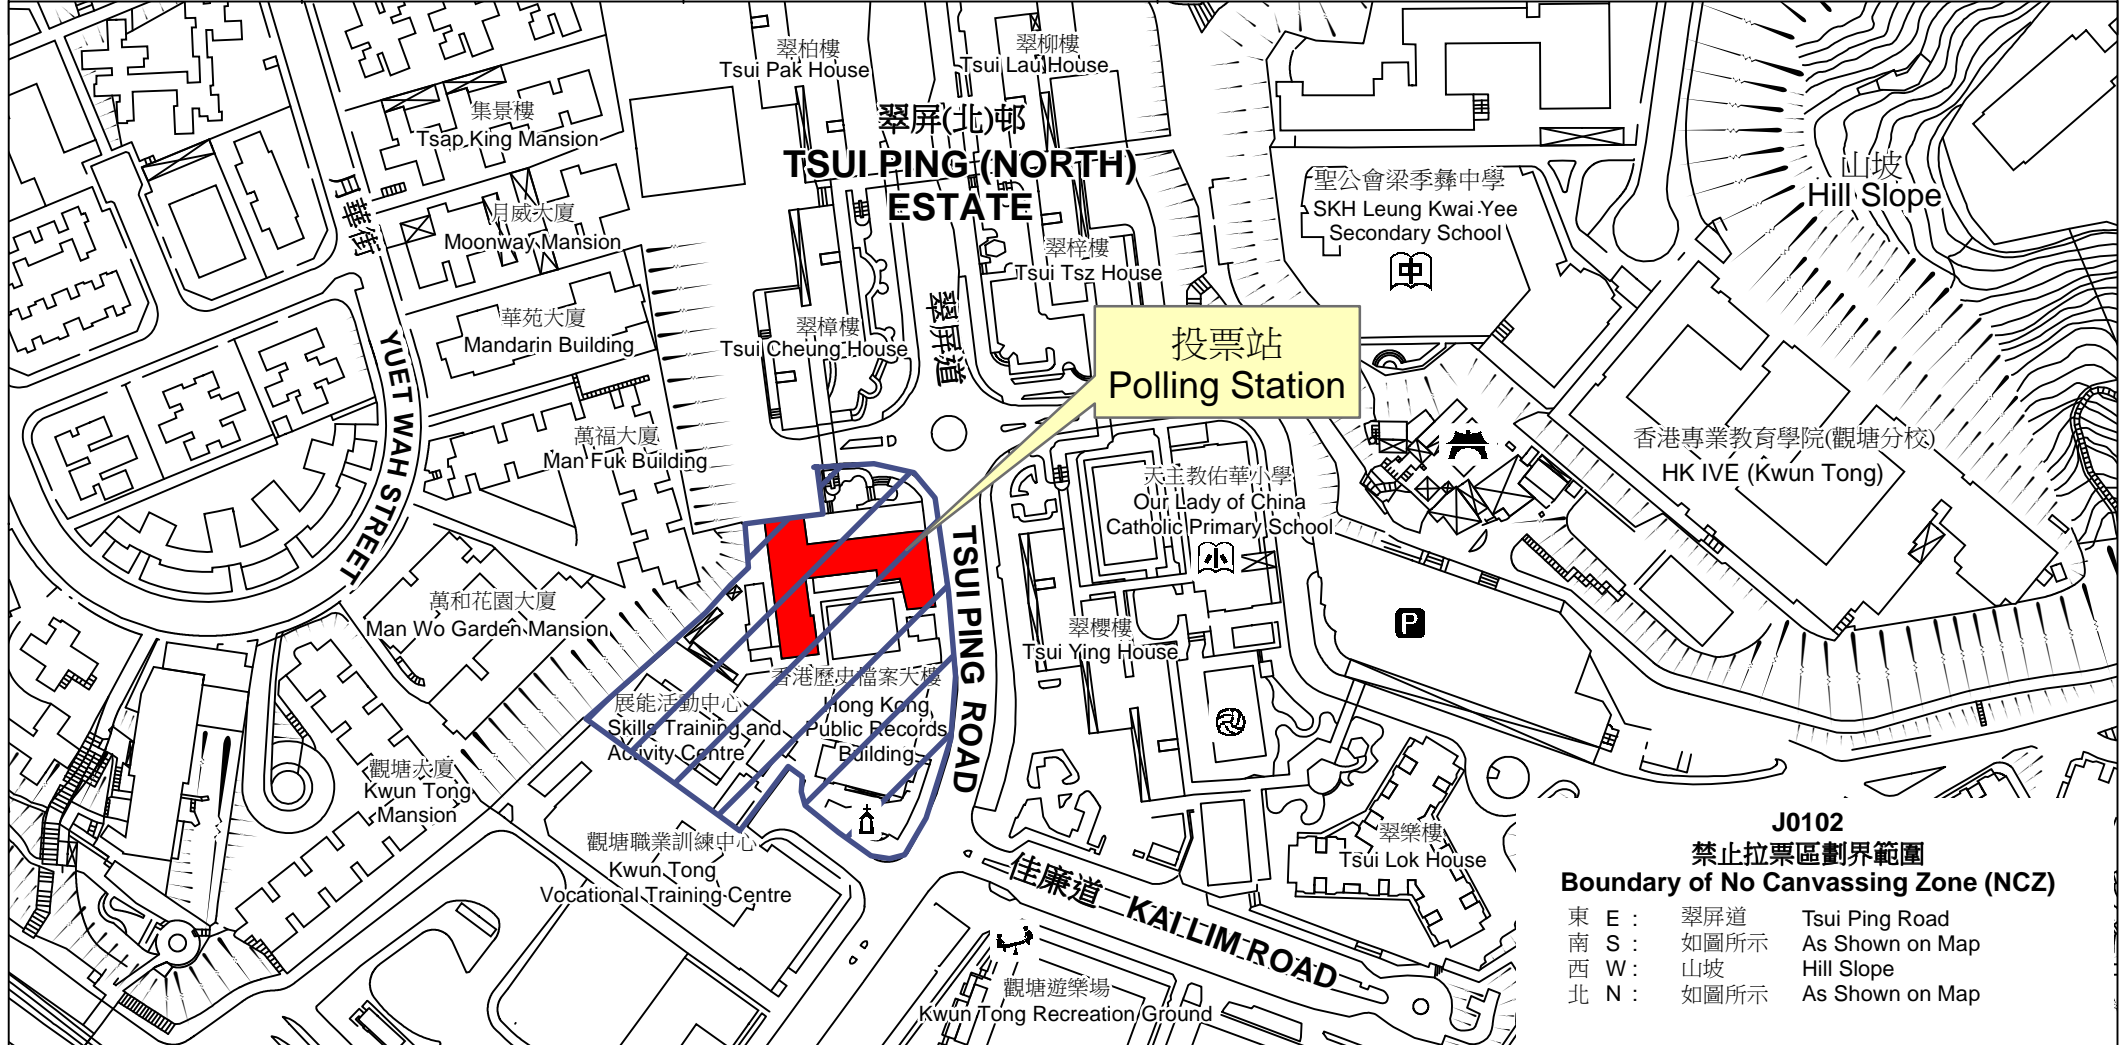 翠柏樓
Tsui Pak House
翠柳樓
Tsui Lau House
集景樓
Tsap King Mansion
翠屏(北)邨
TSUI PING (NORTH)
ESTATE
聖公會梁季彝中學
SKH Leung Kwai Yee
Secondary School
中
山坡
Hill Slope
月華街
月威大廈
Moonway Mansion
翠梓樓
Tsui Tsz House
華苑大廈
Mandarin Building
翠樟樓
Tsui Cheung House
翠屏道
投票站
Polling Station
YUET WAH STREET
萬福大廈
Man Fuk Building
天主教佑華小學
Our Lady of China
Catholic Primary School
小
香港專業教育學院(觀塘分校)
HK IVE (Kwun Tong)
TSUI PING ROAD
萬和花園大廈
Man Wo Garden Mansion
翠櫻樓
Tsui Ying House
P
香港歷史檔案大樓
Hong Kong
Public Records
Building
展能活動中心
Skills Training and
Activity Centre
觀塘大廈
Kwun Tong
Mansion
觀塘職業訓練中心
Kwun Tong
Vocational Training Centre
翠樂樓
Tsui Lok House
佳廉道 KAI LIM ROAD
觀塘遊樂場
Kwun Tong Recreation Ground
J0102
禁止拉票區劃界範圍
Boundary of No Canvassing Zone (NCZ)
東 E : 翠屏道 Tsui Ping Road
南 S : 如圖所示 As Shown on Map
西 W : 山坡 Hill Slope
北 N : 如圖所示 As Shown on Map